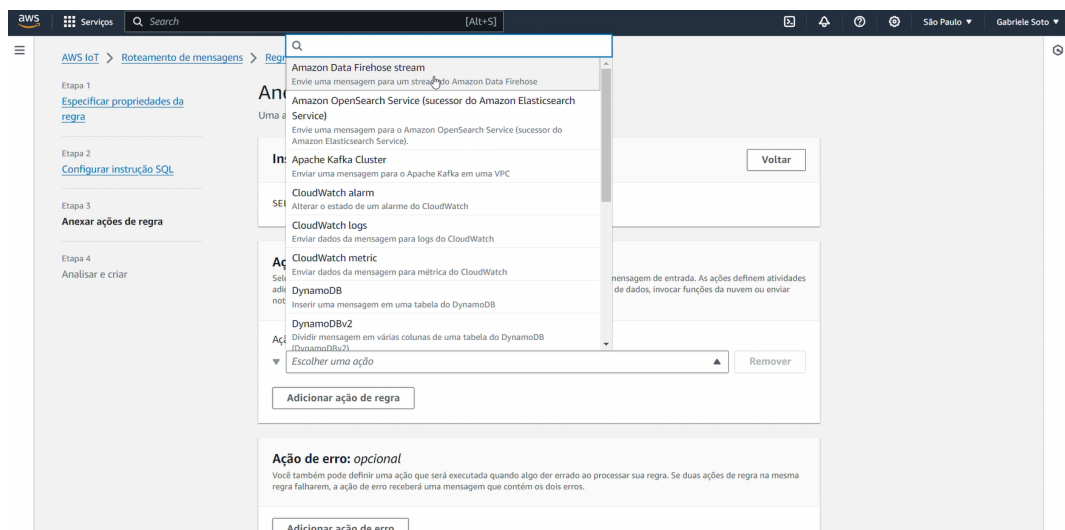 aws
Serviços
Search
[Alt+S]
São Paulo
Gabriele Soto
AWS IoT
Roteamento de mensagens
Etapa 1
Especificar propriedades da
regra
Etapa 2
Configurar instrução SQL
Etapa 3
Anexar ações de regra
Etapa 4
Analisar e criar
Amazon Data Firehose stream
Envie uma mensagem para um stream do Amazon Data Firehose
Amazon OpenSearch Service (sucessor do Amazon Elasticsearch
Service)
Envie uma mensagem para o Amazon OpenSearch Service (sucessor do
Amazon Elasticsearch Service).
Apache Kafka Cluster
Enviar uma mensagem para o Apache Kafka em uma VPC
CloudWatch alarm
Alterar o estado de um alarme do CloudWatch
CloudWatch logs
Enviar dados da mensagem para logs do CloudWatch
CloudWatch metric
Enviar dados da mensagem para métrica do CloudWatch
DynamoDB
Inserir uma mensagem em uma tabela do DynamoDB
DynamoDBv2
Dividir mensagem em várias colunas de uma tabela do DynamoDB
(DynamoDBv2)
Voltar
mensagem de entrada. As ações definem atividades
de dados, invocar funções da nuvem ou enviar
Escolher uma ação
Remover
Adicionar ação de regra
Ação de erro: opcional
Você também pode definir uma ação que será executada quando algo der errado ao processar sua regra. Se duas ações de regra na mesma
regra falharem, a ação de erro receberá uma mensagem que contém os dois erros.
Adicionar ação de erro